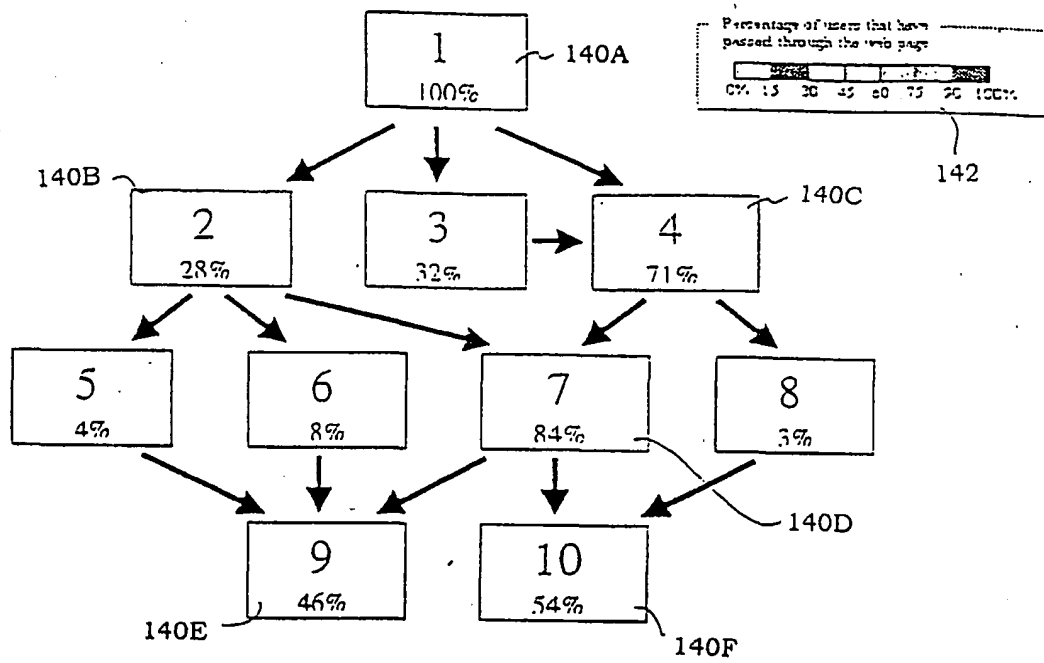 Percentage of users that have
passed through the web page
0% 15 30 45 60 75 90 100%
142
1
100%
140A
140B
2
28%
3
32%
4
71%
140C
5
4%
6
8%
7
84%
8
3%
140D
9
46%
10
54%
140E
140F